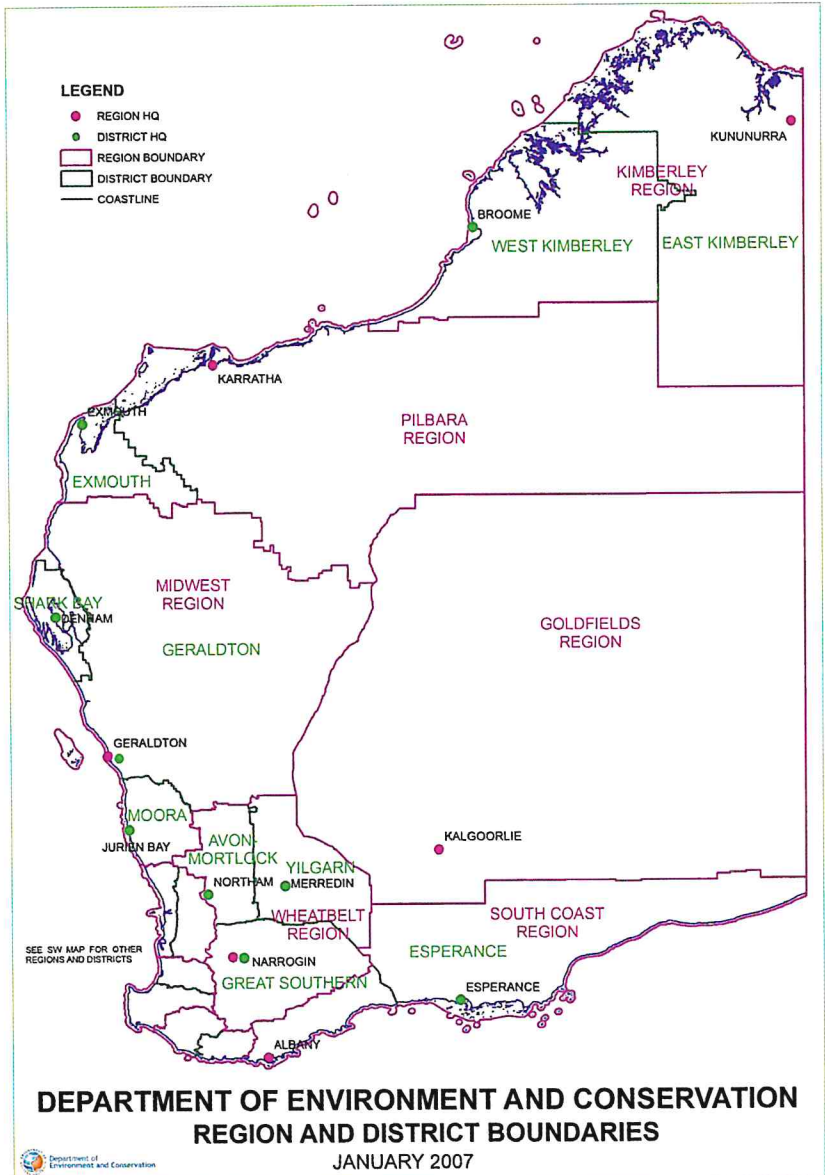 LEGEND
REGION HQ
DISTRICT HQ
REGION BOUNDARY
DISTRICT BOUNDARY
COASTLINE
KUNUNURRA
KIMBERLEY
REGION
BROOME
WEST KIMBERLEY
EAST KIMBERLEY
KARRATHA
EXMOUTH
PILBARA
REGION
EXMOUTH
MIDWEST
REGION
SHARK BAY
DENHAM
GOLDFIELDS
REGION
GERALDTON
GERALDTON
MOORA
JURIEN BAY
AVON-
MORTLOCK
KALGOORLIE
YILGARN
NORTHAM
MERREDIN
WHEATBELT
REGION
SOUTH COAST
REGION
SEE SW MAP FOR OTHER
REGIONS AND DISTRICTS
ESPERANCE
NARROGIN
GREAT SOUTHERN
ESPERANCE
ALBANY
DEPARTMENT OF ENVIRONMENT AND CONSERVATION
REGION AND DISTRICT BOUNDARIES
JANUARY 2007
Department of
Environment and Conservation